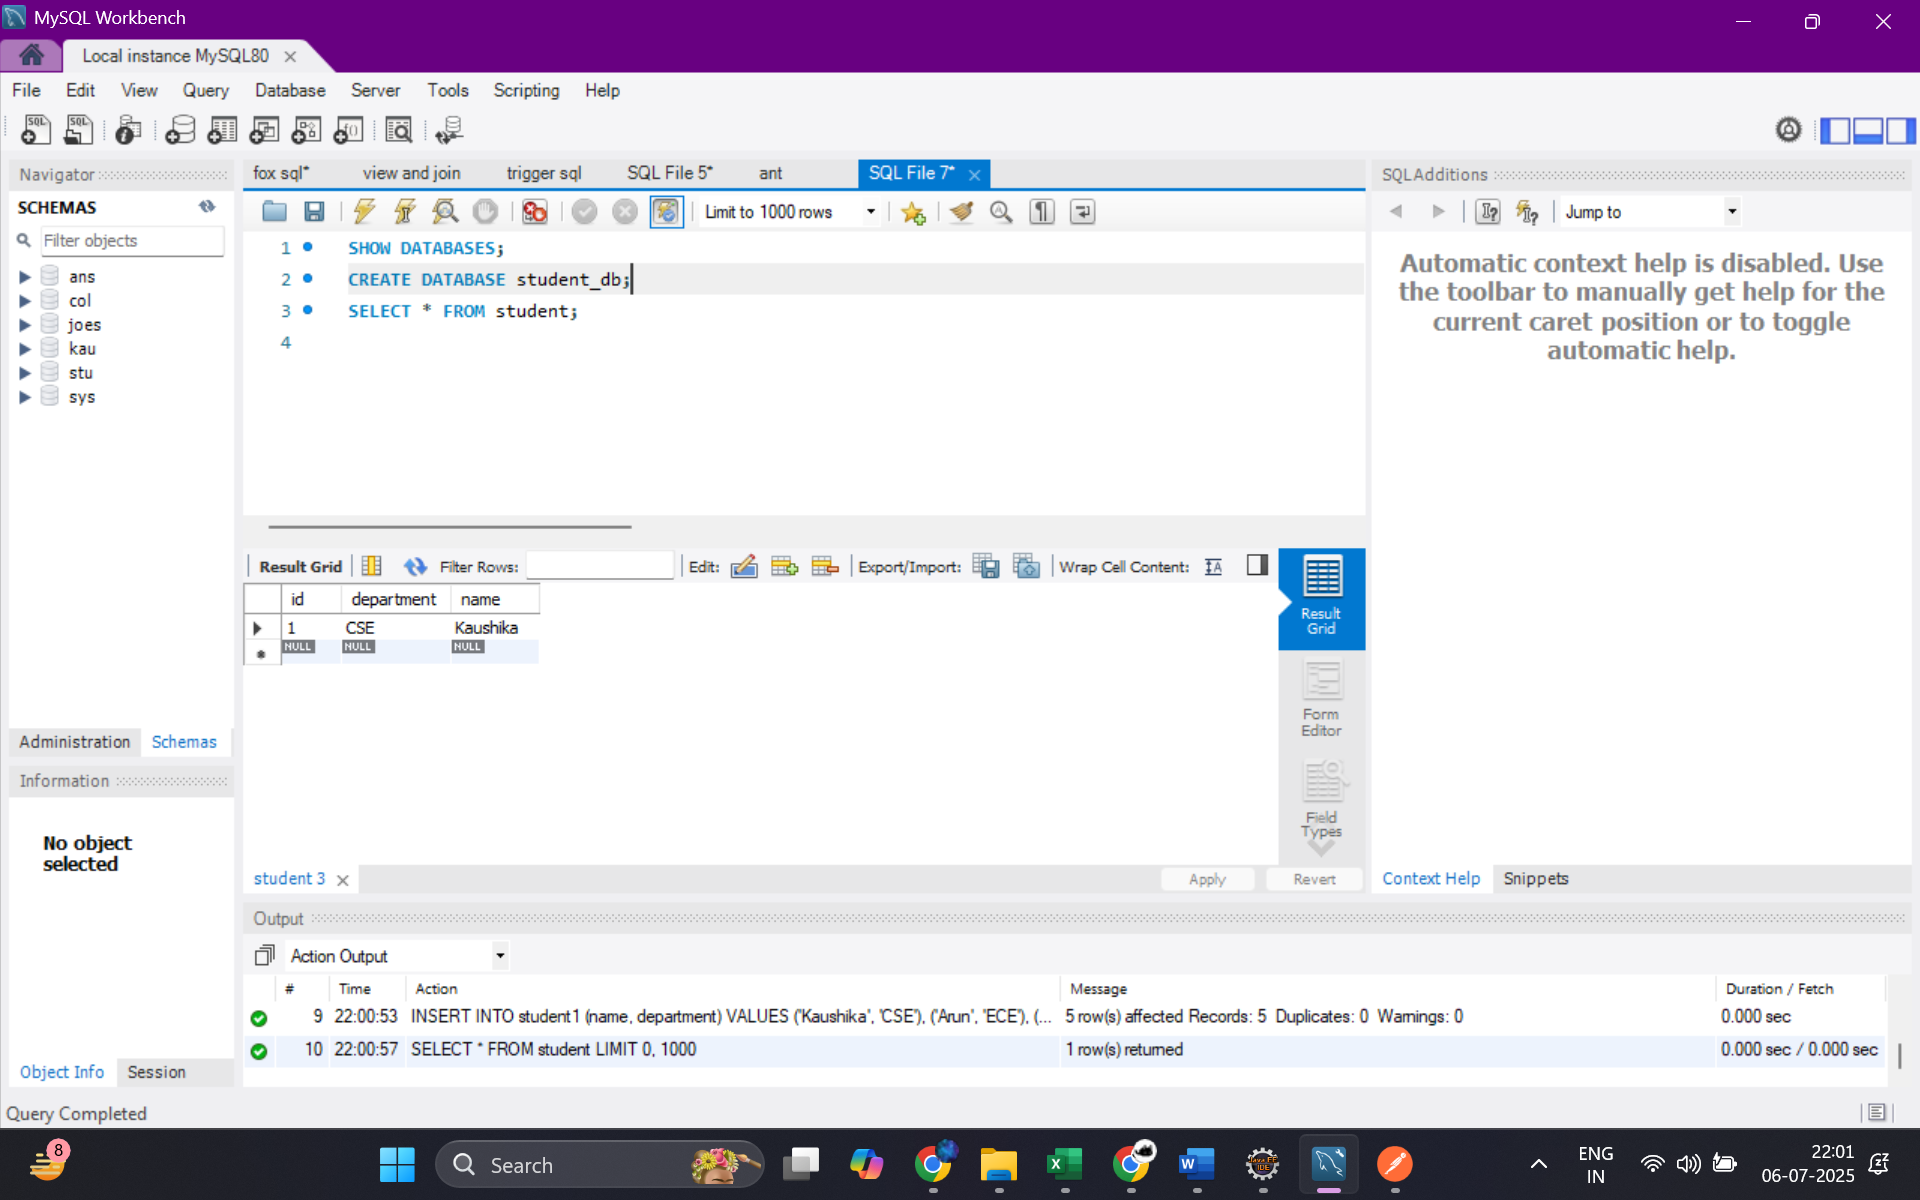 MySQL Workbench
Local instance MySQL80
File Edit View Query Database Server Tools Scripting Help
Navigator
SCHEMAS
Filter objects
ans
col
joes
kau
stu
sys
Administration Schemas
Information
No object
selected
Object Info Session
fox sql* view and join trigger sql SQL File 5* ant SQL File 7*
Limit to 1000 rows
1 SHOW DATABASES;
2 CREATE DATABASE student_db;
3 SELECT * FROM student;
4
Result Grid Filter Rows: Edit: Export/Import: Wrap Cell Content:
id department name
1 CSE Kaushika
NULL NULL NULL
Result
Grid
Form
Editor
Field
Types
student 3 Apply Revert
SQLAdditions
Jump to
Automatic context help is disabled. Use
the toolbar to manually get help for the
current caret position or to toggle
automatic help.
Context Help Snippets
Output
Action Output
# Time Action Message Duration / Fetch
9 22:00:53 INSERT INTO student1 (name, department) VALUES ('Kaushika', 'CSE'), ('Arun', 'ECE'), (... 5 row(s) affected Records: 5 Duplicates: 0 Warnings: 0 0.000 sec
10 22:00:57 SELECT * FROM student LIMIT 0, 1000 1 row(s) returned 0.000 sec / 0.000 sec
Query Completed
8
Search
ENG
IN
22:01
06-07-2025